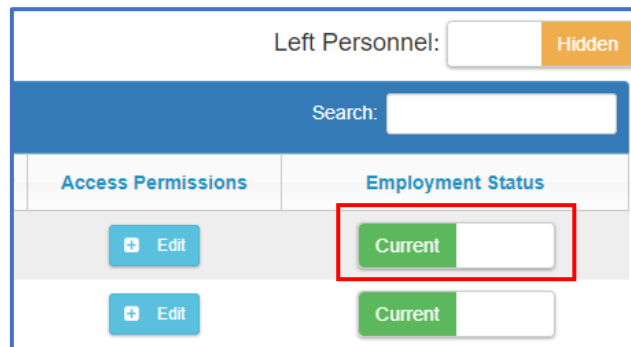 Left Personnel: Hidden
Search:
Access Permissions Employment Status
Edit Current
Edit Current